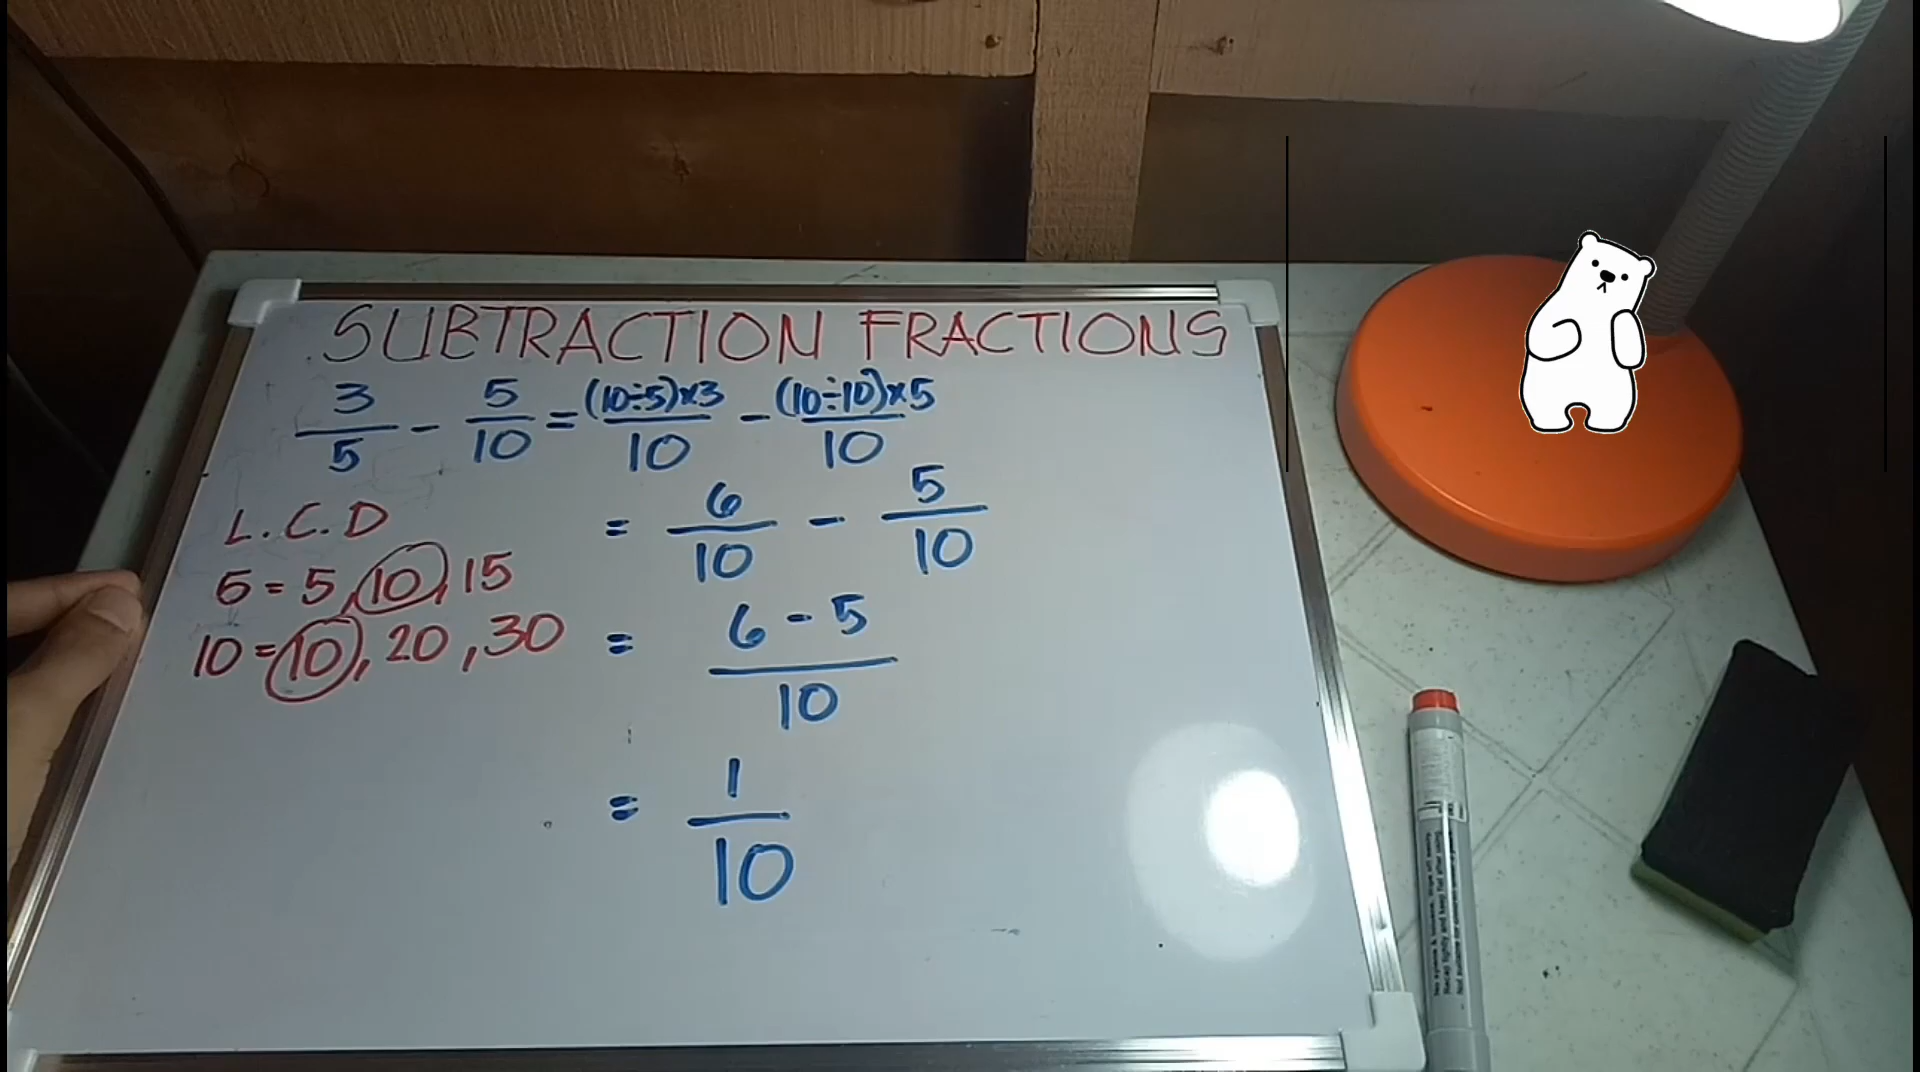 SUBTRACTION FRACTIONS
3/5 - 5/10 = (10÷5)x3/10 - (10÷10)x5/10
= 6/10 - 5/10
L.C.D
5 = 5, 10, 15
10 = 10, 20, 30
= 6 - 5/10
= 1/10